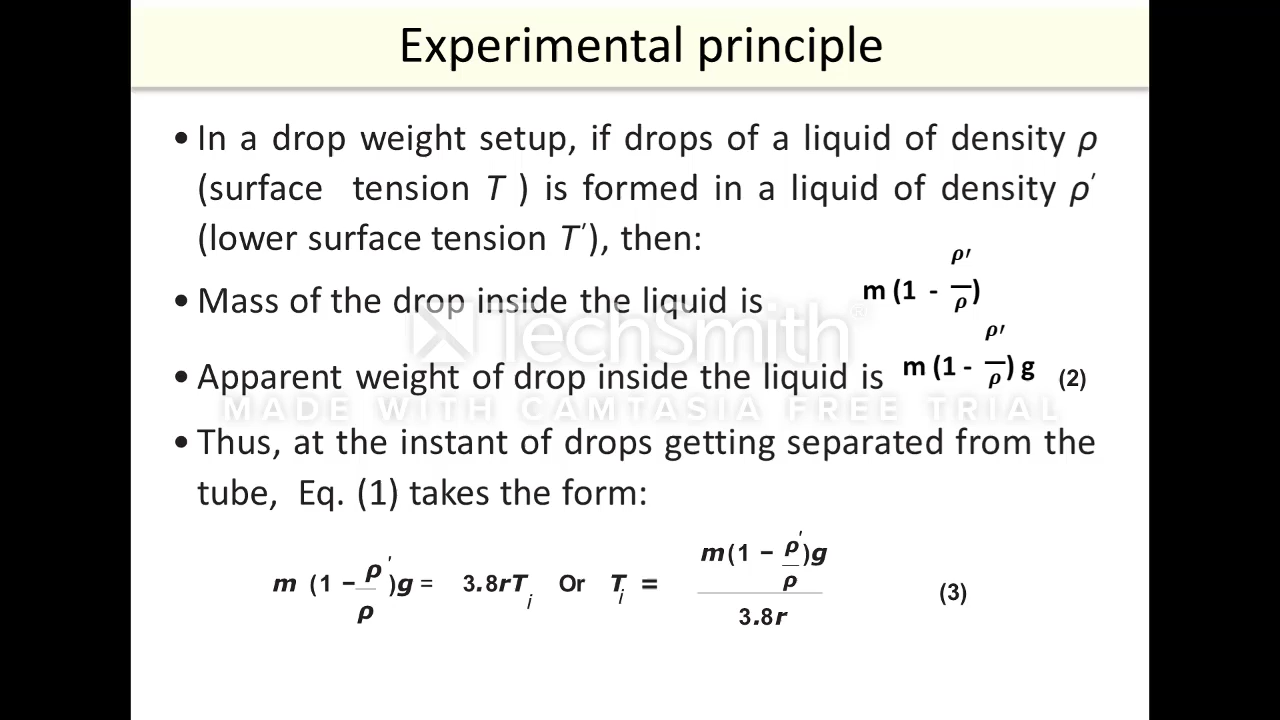 Experimental principle
• In a drop weight setup, if drops of a liquid of density ρ
(surface tension T ) is formed in a liquid of density ρ′
(lower surface tension T′), then:
• Mass of the drop inside the liquid is m (1 - ρ′/ρ)
TechSmith®
• Apparent weight of drop inside the liquid is m (1 - ρ′/ρ) g (2)
MADE WITH CAMTASIA FREE TRIAL
• Thus, at the instant of drops getting separated from the
tube, Eq. (1) takes the form:
m (1 − ρ′/ρ)g = 3.8rT_i Or T_i = m(1 − ρ′/ρ)g / 3.8r (3)